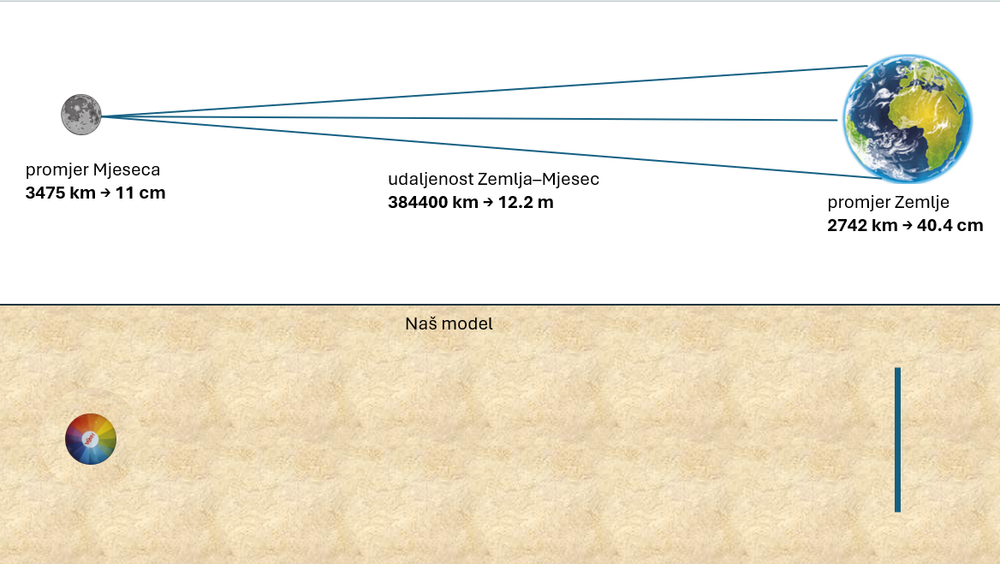 promjer Mjeseca
3475 km → 11 cm
udaljenost Zemlja–Mjesec
384400 km → 12.2 m
promjer Zemlje
2742 km → 40.4 cm
Naš model